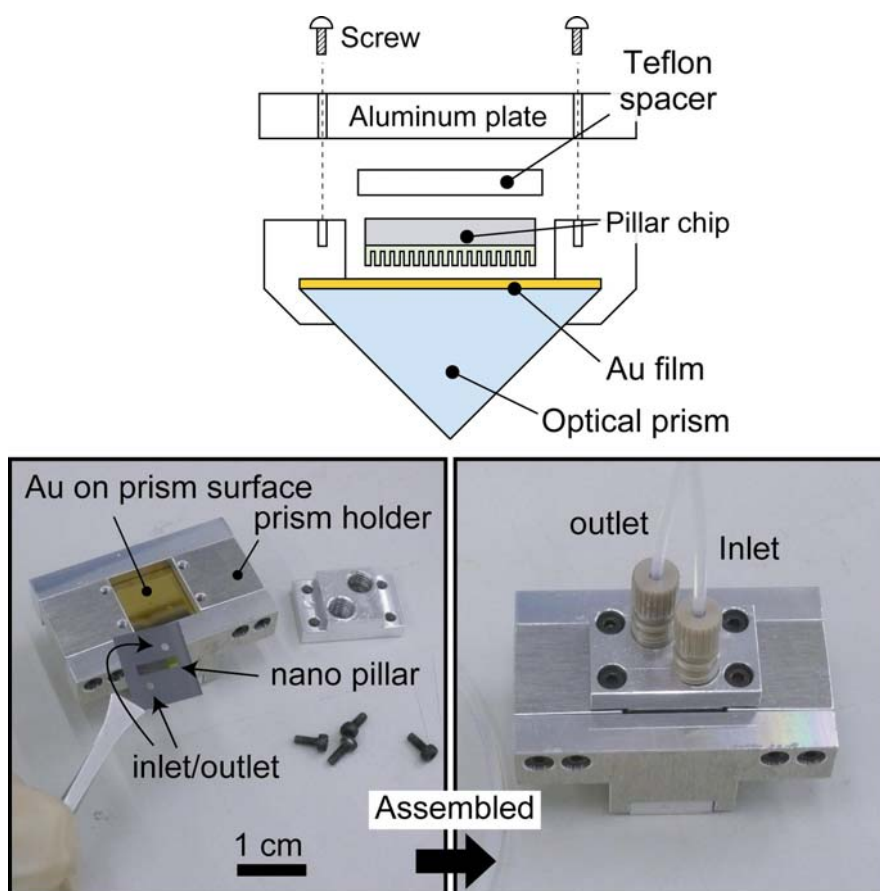 Screw
Teflon
spacer
Aluminum plate
Pillar chip
Au film
Optical prism
Au on prism surface
prism holder
nano pillar
inlet/outlet
1 cm
outlet
Inlet
Assembled